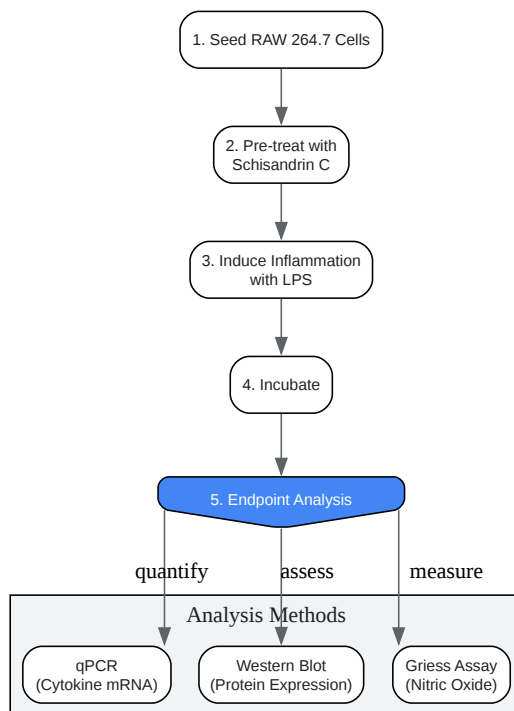 1. Seed RAW 264.7 Cells
2. Pre-treat with
Schisandrin C
3. Induce Inflammation
with LPS
4. Incubate
5. Endpoint Analysis
quantify
assess
measure
Analysis Methods
qPCR
(Cytokine mRNA)
Western Blot
(Protein Expression)
Griess Assay
(Nitric Oxide)